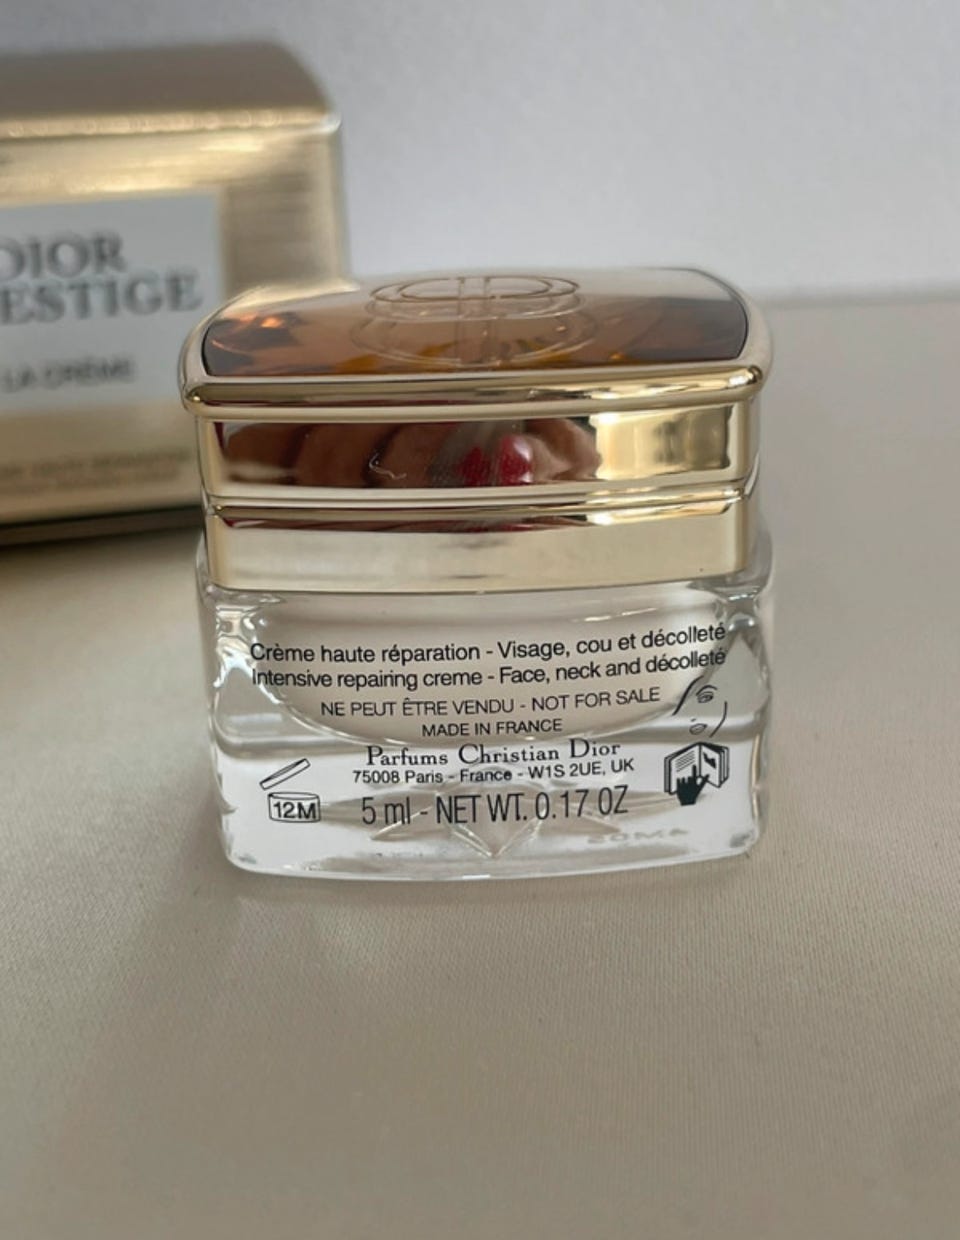 DIOR
ESTIGE
LA CRÈME
Crème haute réparation - Visage, cou et décolleté
Intensive repairing creme - Face, neck and décolleté
NE PEUT ÊTRE VENDU - NOT FOR SALE
MADE IN FRANCE
Parfums Christian Dior
75008 Paris - France - W1S 2UE, UK
12M
5 ml - NET WT. 0.17 OZ